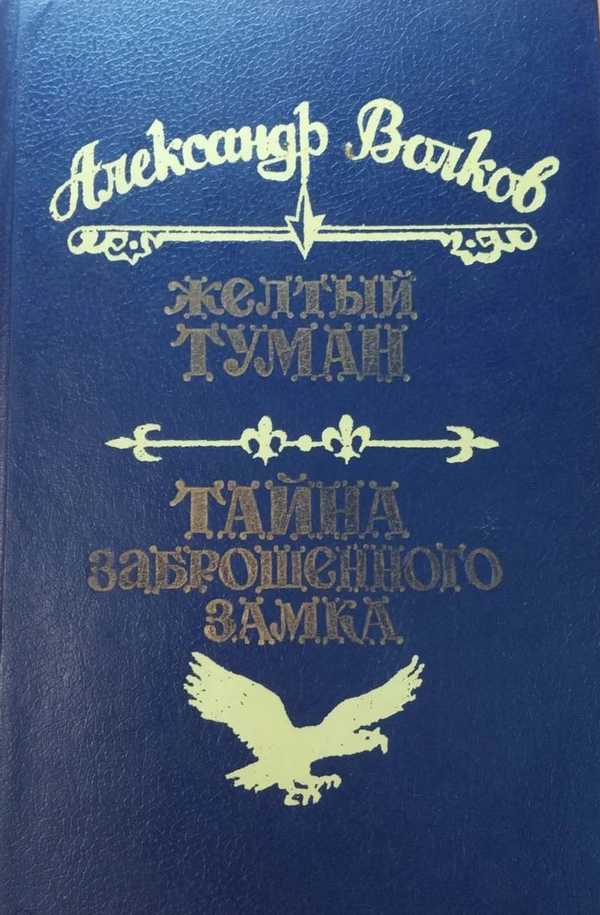 Александр Волков
Желтый
туман
Тайна
заброшенного
замка